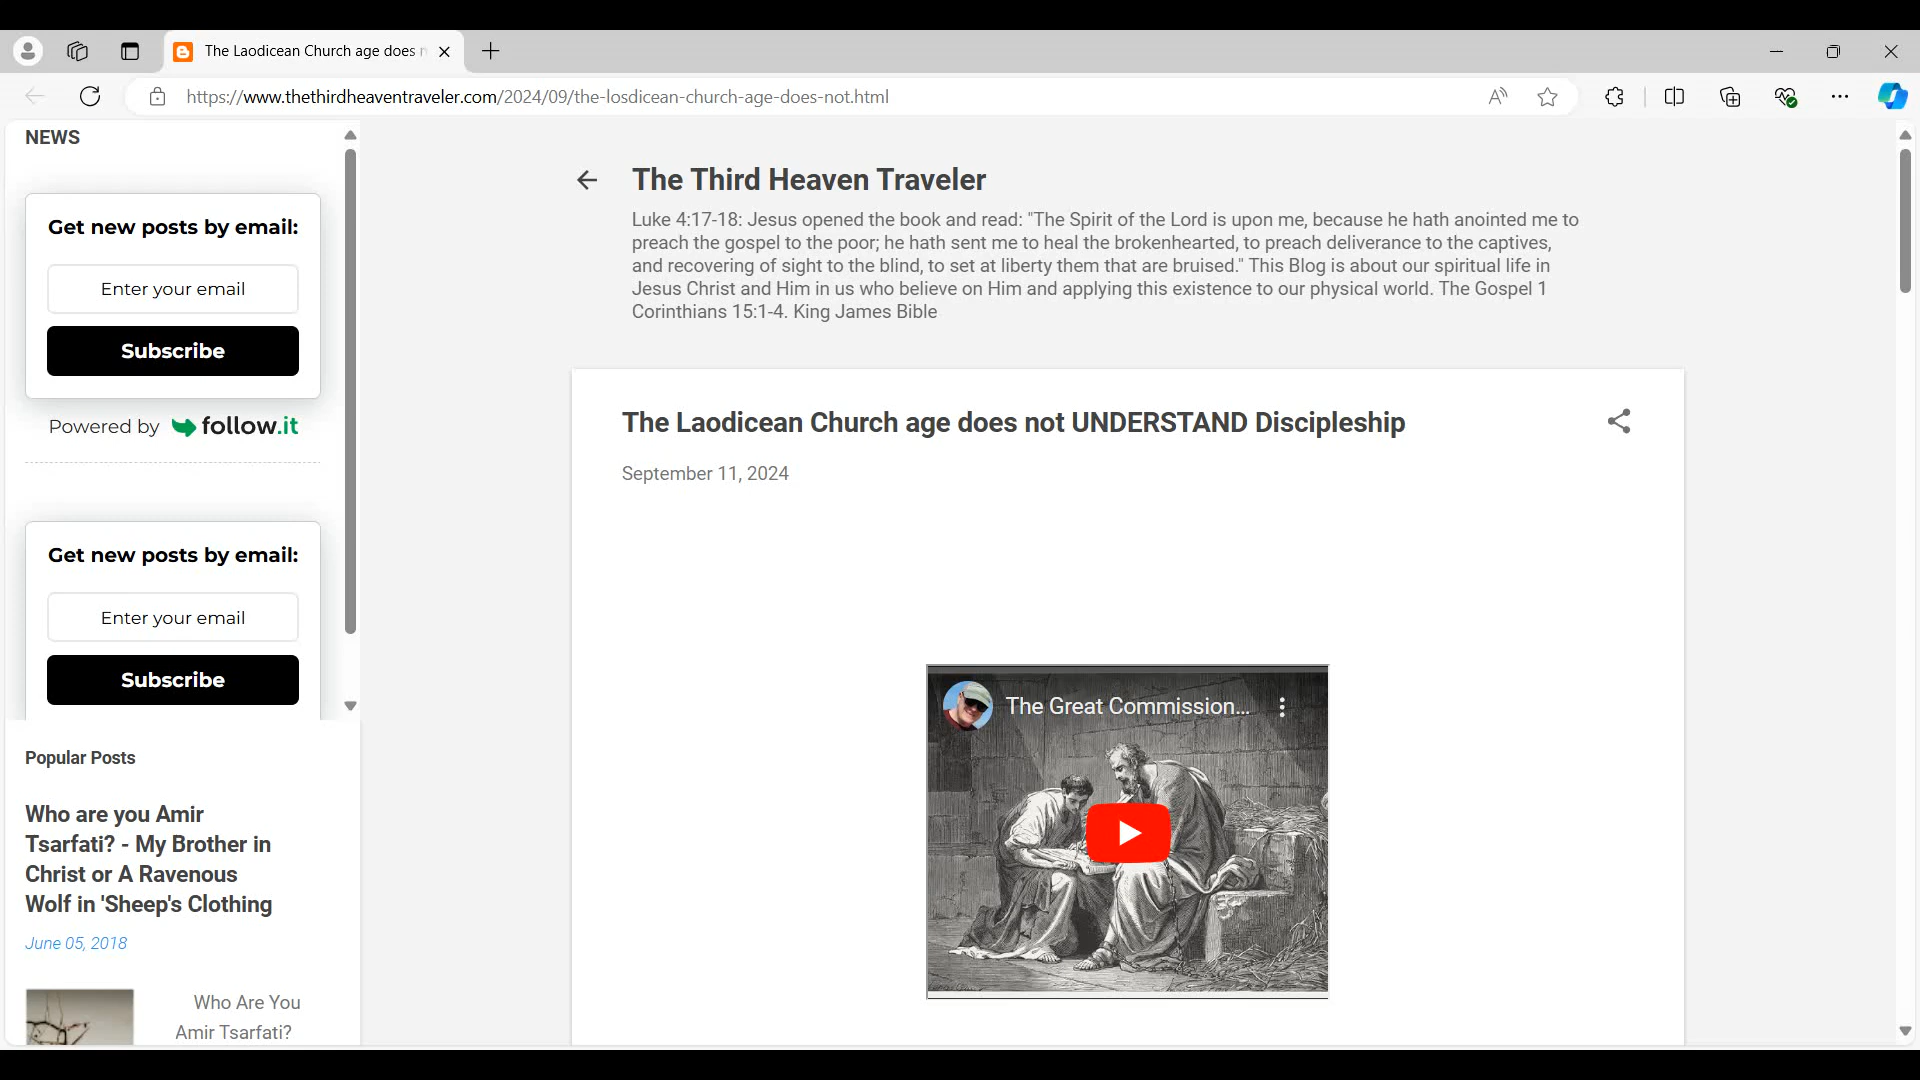 The Laodicean Church age does
https://www.thethirdheaventraveler.com/2024/09/the-losdicean-church-age-does-not.html
NEWS
Get new posts by email:
Enter your email
Subscribe
Powered by follow.it
Get new posts by email:
Enter your email
Subscribe
Popular Posts
Who are you Amir
Tsarfati? - My Brother in
Christ or A Ravenous
Wolf in 'Sheep's Clothing
June 05, 2018
Who Are You
Amir Tsarfati?
The Third Heaven Traveler
Luke 4:17-18: Jesus opened the book and read: "The Spirit of the Lord is upon me, because he hath anointed me to
preach the gospel to the poor; he hath sent me to heal the brokenhearted, to preach deliverance to the captives,
and recovering of sight to the blind, to set at liberty them that are bruised." This Blog is about our spiritual life in
Jesus Christ and Him in us who believe on Him and applying this existence to our physical world. The Gospel 1
Corinthians 15:1-4. King James Bible
The Laodicean Church age does not UNDERSTAND Discipleship
September 11, 2024
The Great Commission...